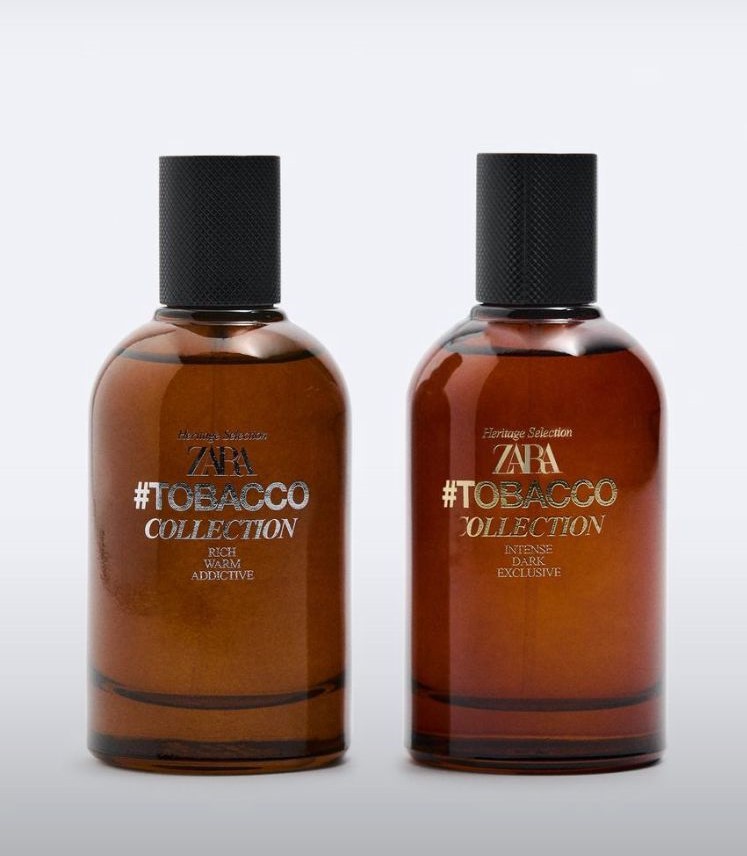 Heritage Selection
ZARA
#TOBACCO
COLLECTION
RICH
WARM
ADDICTIVE
Heritage Selection
ZARA
#TOBACCO
COLLECTION
INTENSE
DARK
EXCLUSIVE